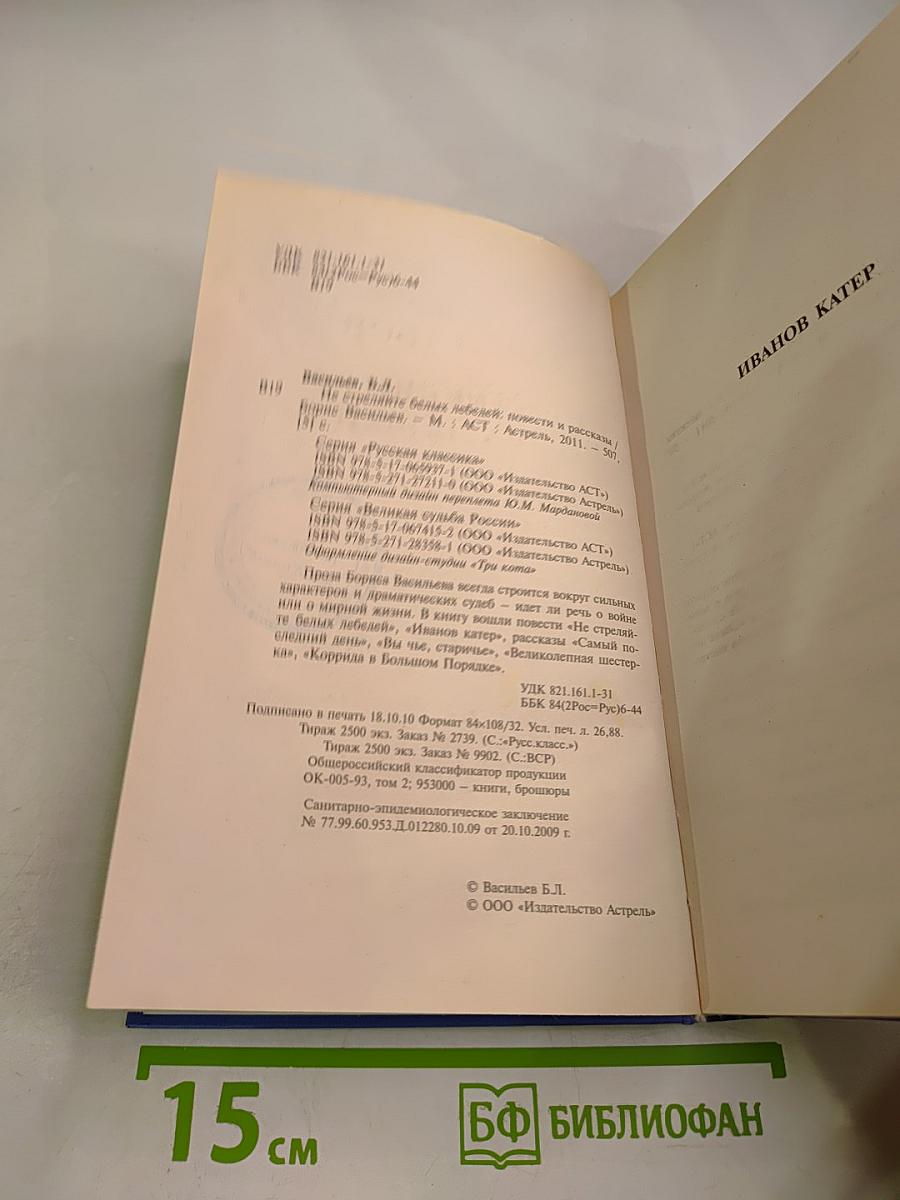 УДК 821.161.1-31
ББК 84(2Рос=Рус)6-44
В19
Васильев, Б.Л.
В19 Не стреляйте белых лебедей: повести и рассказы /
Борис Васильев. – М. : АСТ : Астрель, 2011. – 507,
[5] с.
Серия «Русская классика»
ISBN 978-5-17-065937-1 (ООО «Издательство АСТ»)
ISBN 978-5-271-27211-0 (ООО «Издательство Астрель»)
Компьютерный дизайн переплета Ю.М. Мардановой
Серия «Великая судьба России»
ISBN 978-5-17-067415-2 (ООО «Издательство АСТ»)
ISBN 978-5-271-28358-1 (ООО «Издательство Астрель»)
Оформление дизайн-студии «Три кота»
Проза Бориса Васильева всегда строится вокруг сильных
характеров и драматических судеб – идет ли речь о войне
или о мирной жизни. В книгу вошли повести «Не стреляй-
те белых лебедей», «Иванов катер», рассказы «Самый по-
следний день», «Вы чье, старичье», «Великолепная шестер-
ка», «Коррида в Большом Порядке».
УДК 821.161.1-31
ББК 84(2Рос=Рус)6-44
Подписано в печать 18.10.10 Формат 84×108/32. Усл. печ. л. 26,88.
Тираж 2500 экз. Заказ № 2739. (С.:«Русс.класс.»)
Тираж 2500 экз. Заказ № 9902. (С.:ВСР)
Общероссийский классификатор продукции
ОК-005-93, том 2; 953000 – книги, брошюры
Санитарно-эпидемиологическое заключение
№ 77.99.60.953.Д.012280.10.09 от 20.10.2009 г.
© Васильев Б.Л.
© ООО «Издательство Астрель»
ИВАНОВ КАТЕР
15 см
БФ БИБЛИОФАН